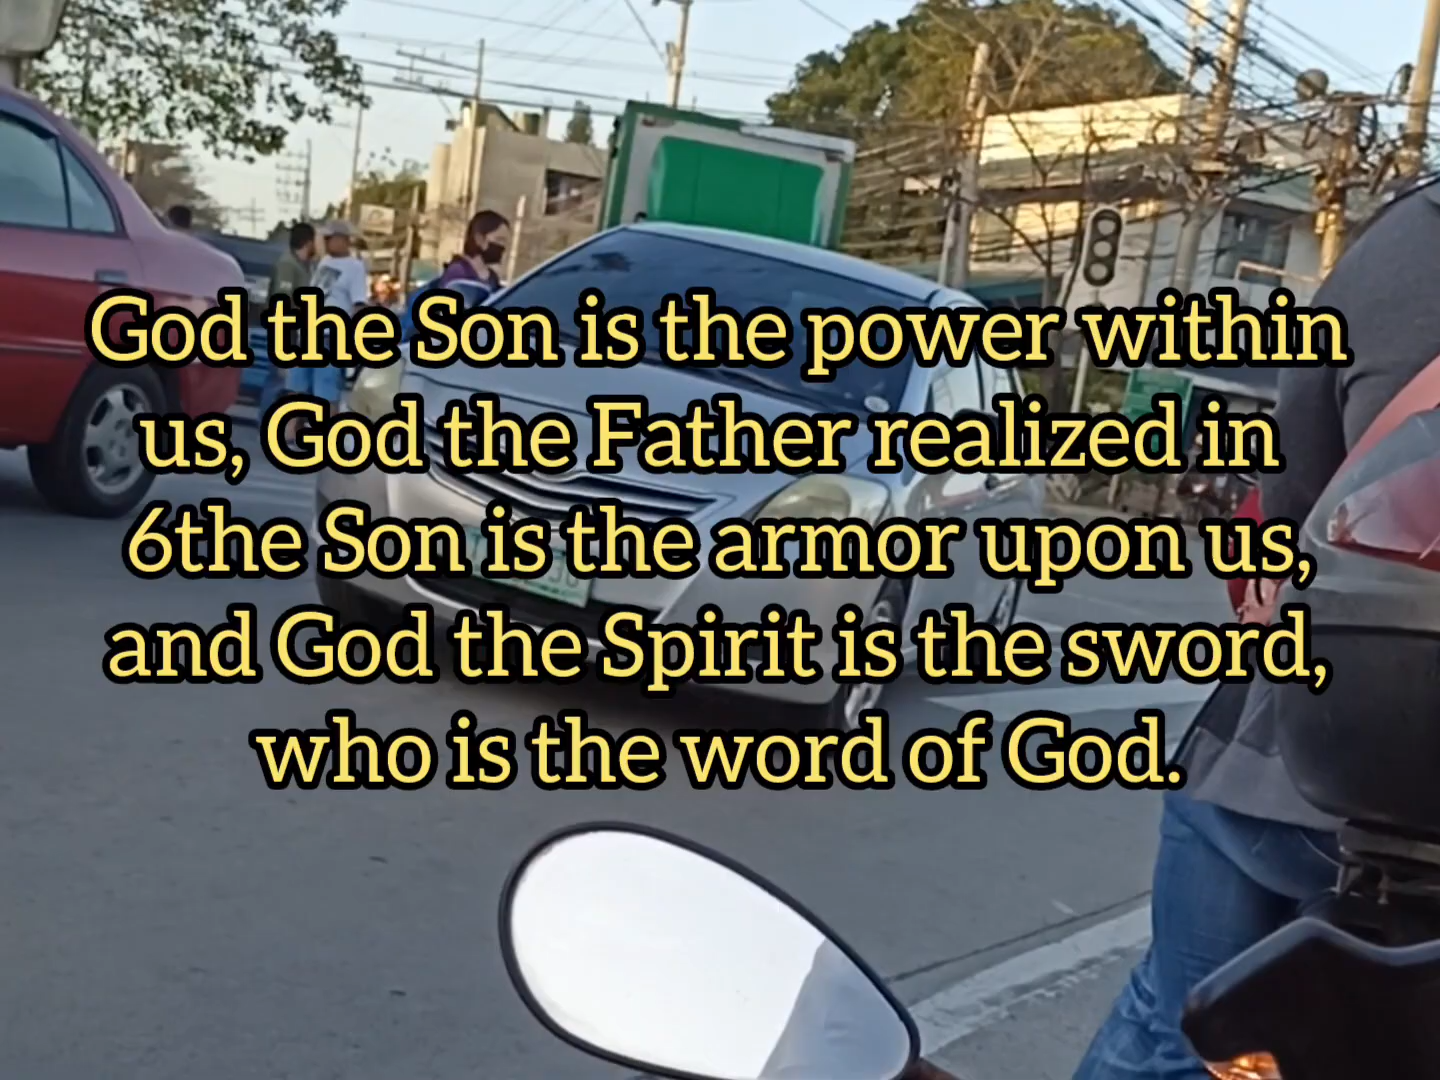 God the Son is the power within
us, God the Father realized in
6the Son is the armor upon us,
and God the Spirit is the sword,
who is the word of God.